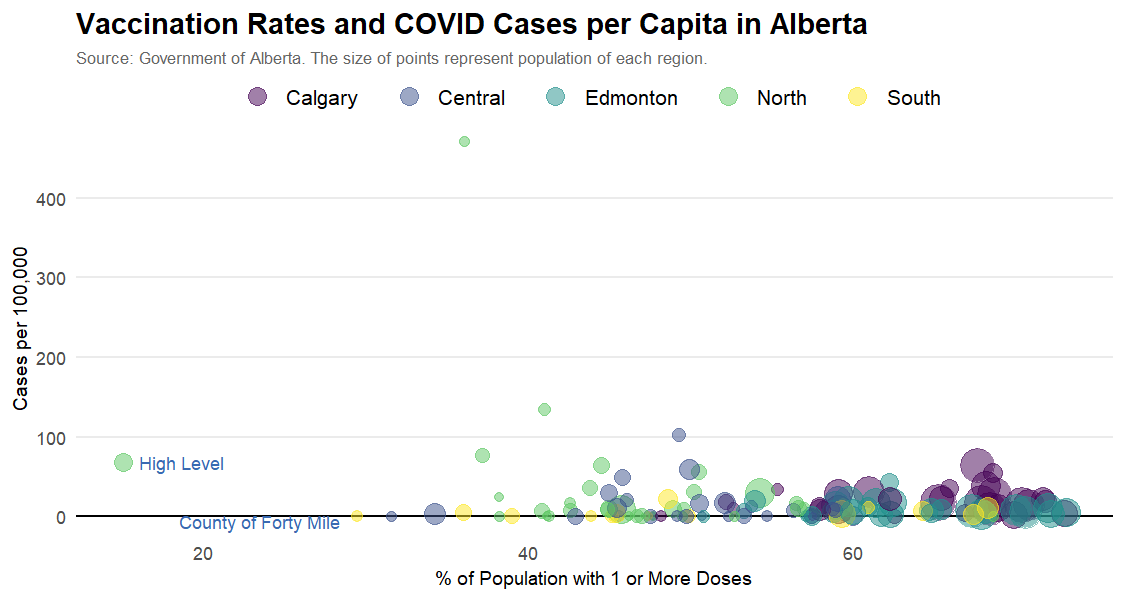 Vaccination Rates and COVID Cases per Capita in Alberta
Source: Government of Alberta. The size of points represent population of each region.
Calgary Central Edmonton North South
Cases per 100,000
400
300
200
100
High Level
0
County of Forty Mile
20 40 60
% of Population with 1 or More Doses